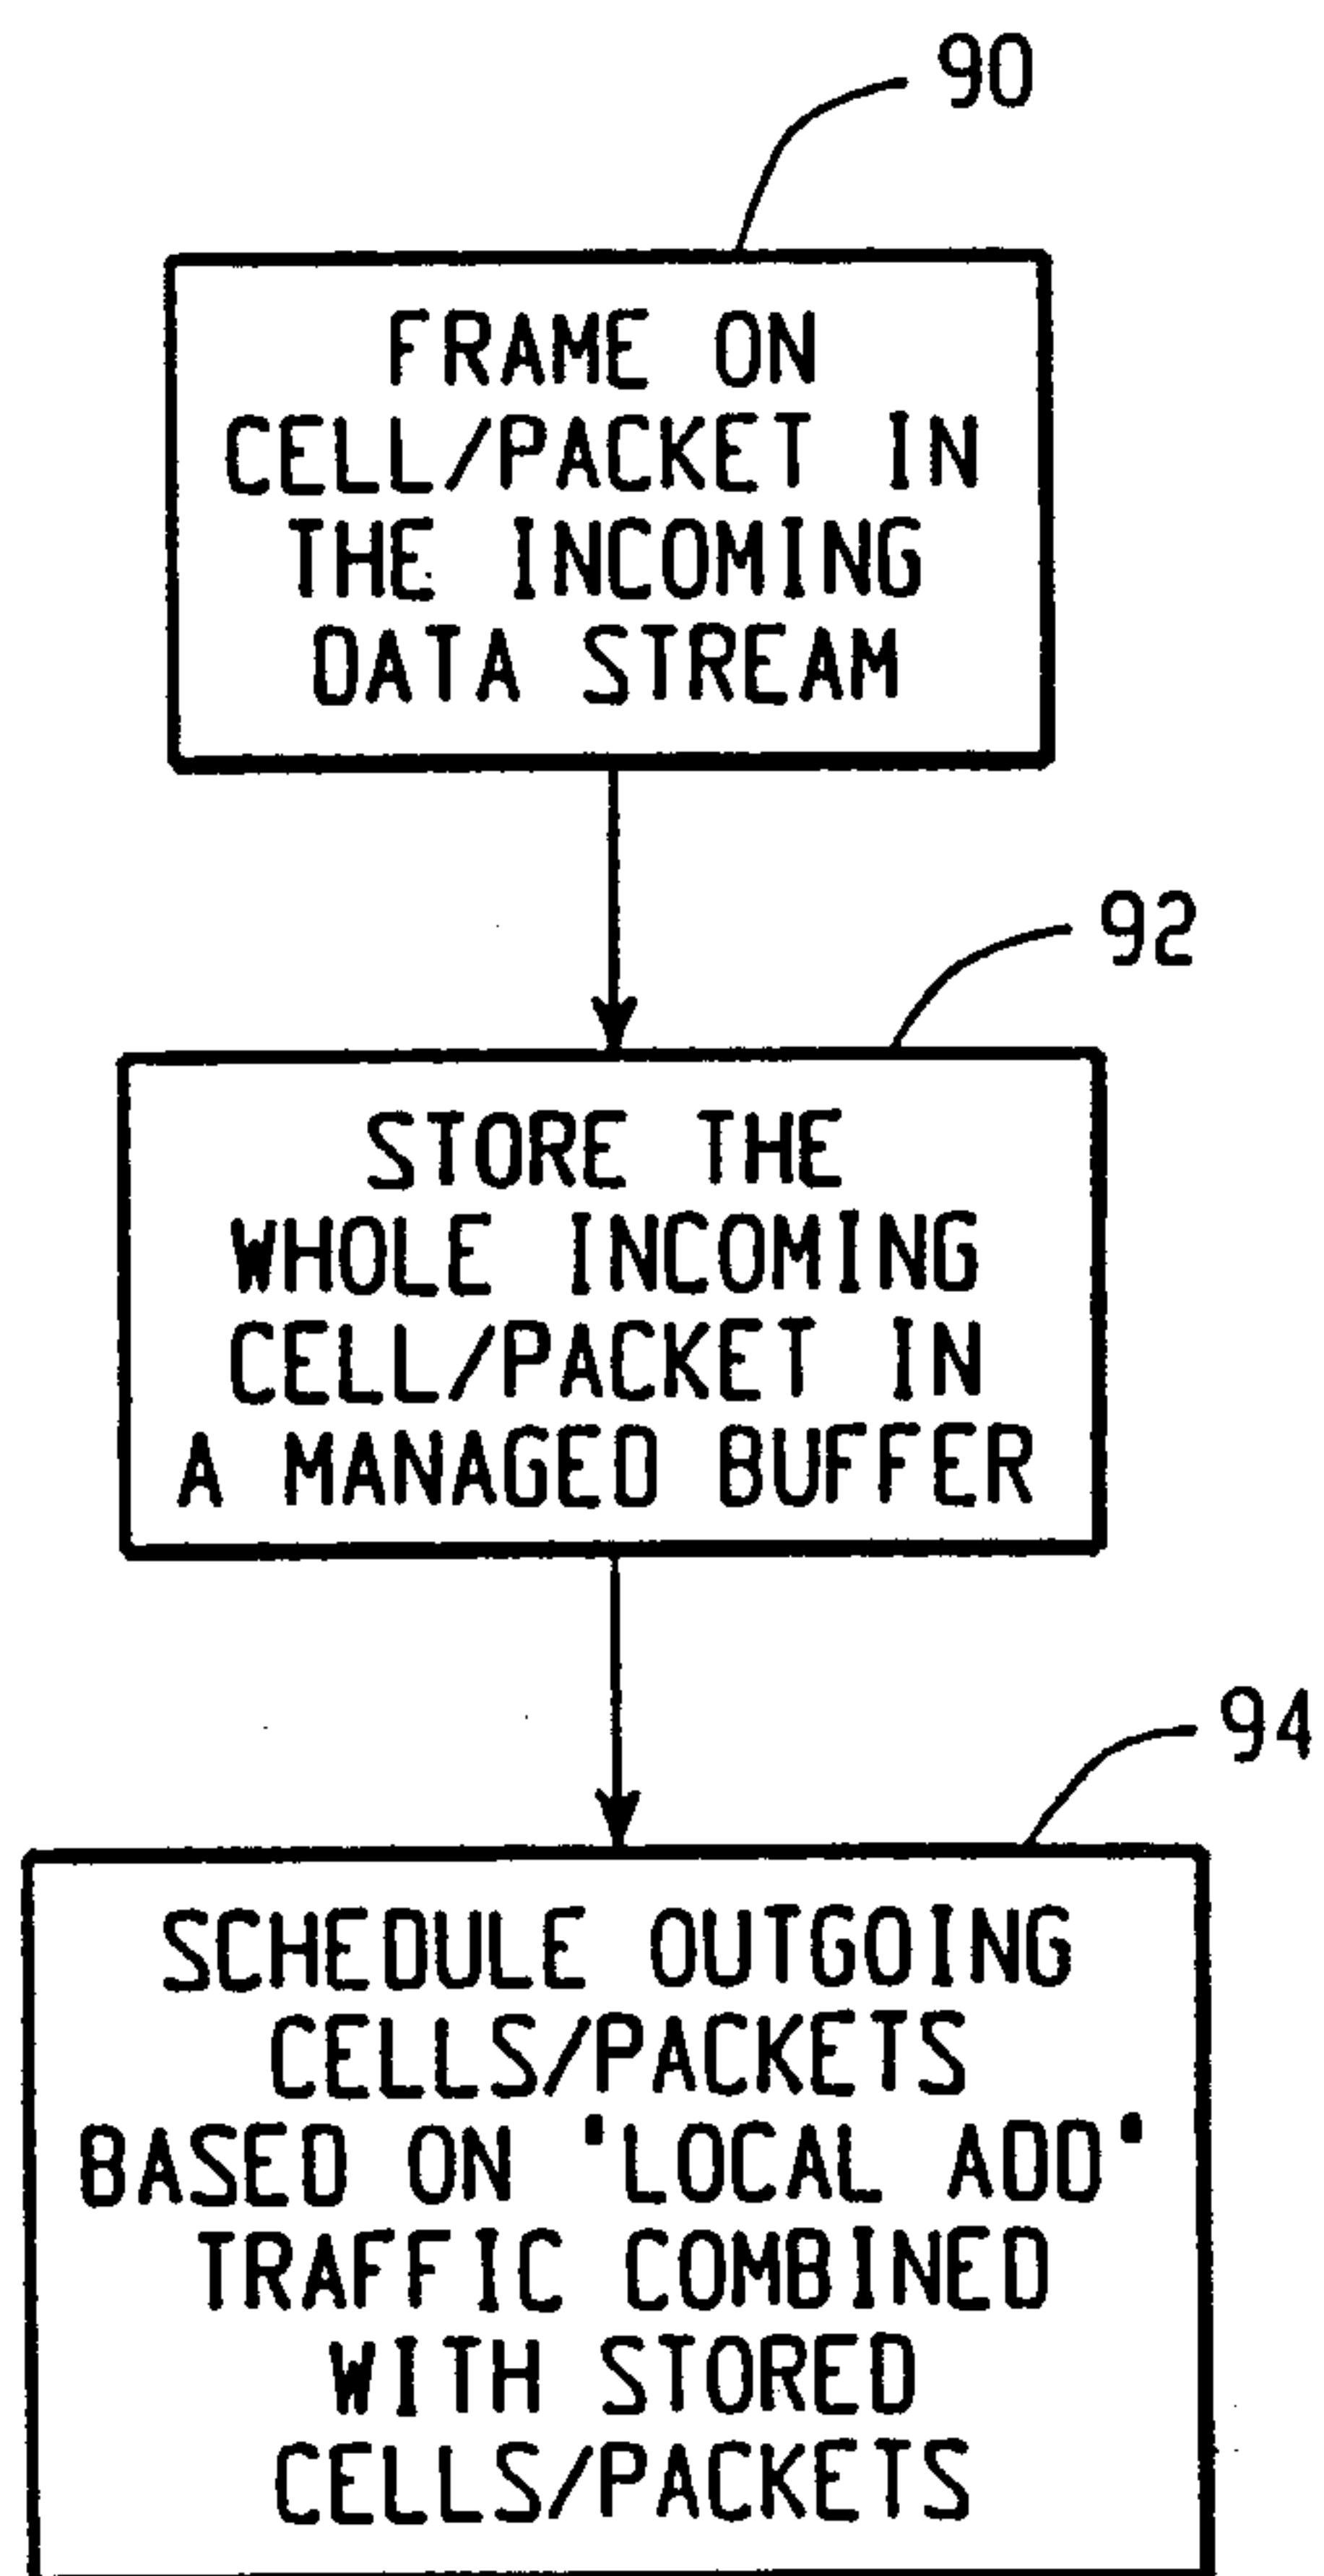 90
FRAME ON
CELL/PACKET IN
THE INCOMING
DATA STREAM
92
STORE THE
WHOLE INCOMING
CELL/PACKET IN
A MANAGED BUFFER
94
SCHEDULE OUTGOING
CELLS/PACKETS
BASED ON 'LOCAL ADD'
TRAFFIC COMBINED
WITH STORED
CELLS/PACKETS